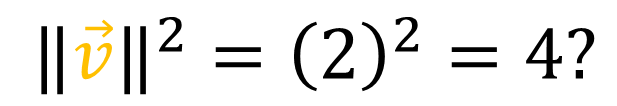 ‖v⃗‖² = (2)² = 4?